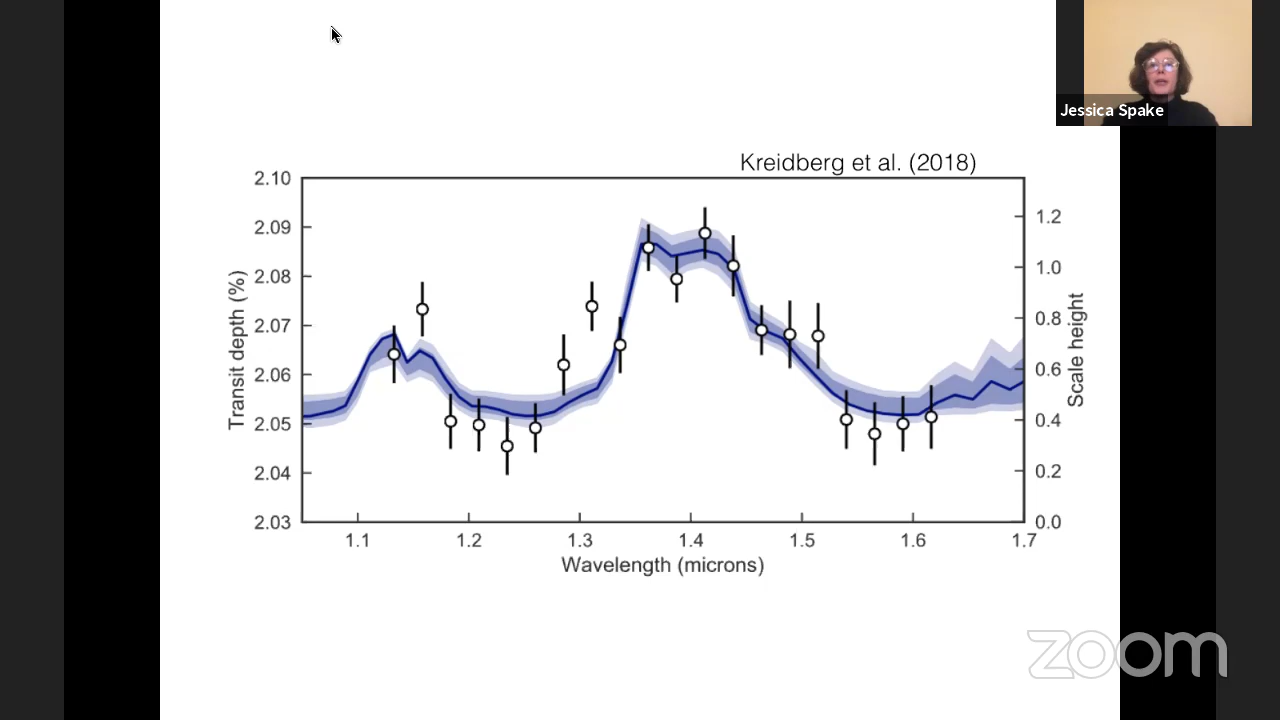 Jessica Spake
Kreidberg et al. (2018)
2.10
2.09
2.08
2.07
2.06
2.05
2.04
2.03
Transit depth (%)
1.2
1.0
0.8
0.6
0.4
0.2
0.0
Scale height
1.1 1.2 1.3 1.4 1.5 1.6 1.7
Wavelength (microns)
zoom